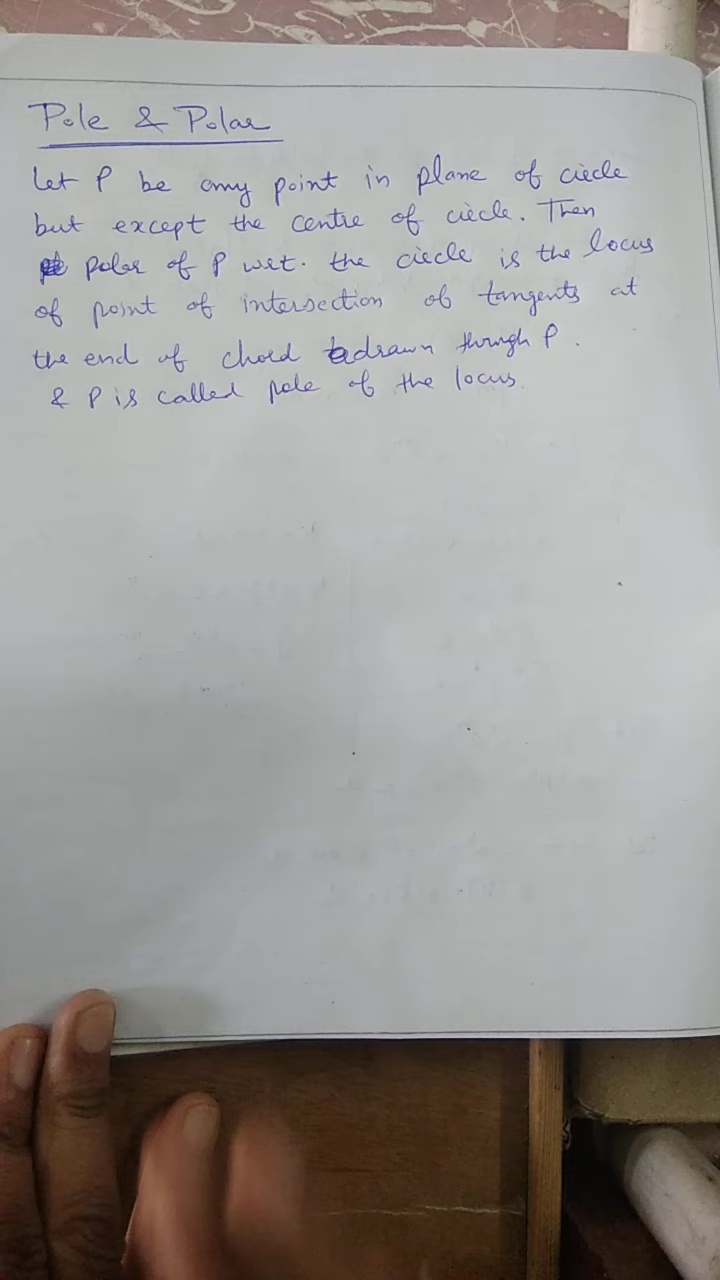 Pole & Polar
Let P be any point in plane of circle
but except the centre of circle. Then
polar of P wrt. the circle is the locus
of point of intersection of tangents at
the end of chord drawn through P.
& P is called pole of the locus.